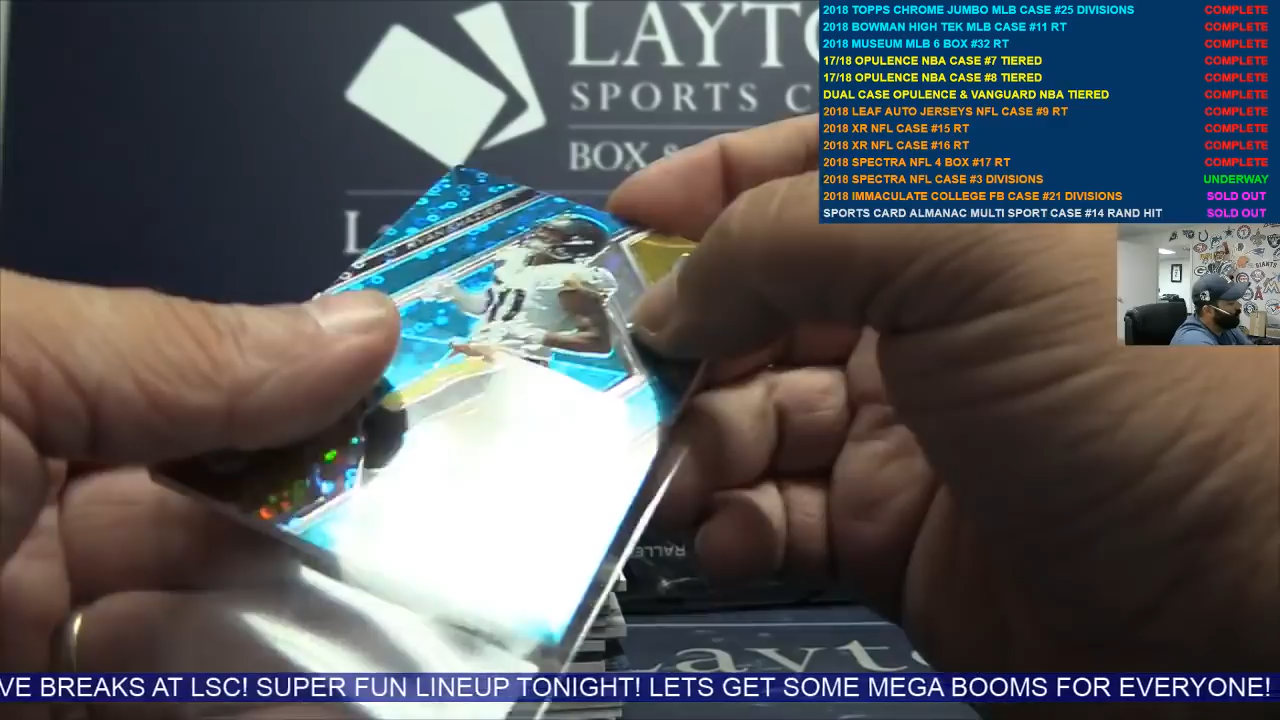 LAYTO
SPORTS C
BOX &
L
2018 TOPPS CHROME JUMBO MLB CASE #25 DIVISIONS COMPLETE
2018 BOWMAN HIGH TEK MLB CASE #11 RT COMPLETE
2018 MUSEUM MLB 6 BOX #32 RT COMPLETE
17/18 OPULENCE NBA CASE #7 TIERED COMPLETE
17/18 OPULENCE NBA CASE #8 TIERED COMPLETE
DUAL CASE OPULENCE & VANGUARD NBA TIERED COMPLETE
2018 LEAF AUTO JERSEYS NFL CASE #9 RT COMPLETE
2018 XR NFL CASE #15 RT COMPLETE
2018 XR NFL CASE #16 RT COMPLETE
2018 SPECTRA NFL 4 BOX #17 RT COMPLETE
2018 SPECTRA NFL CASE #3 DIVISIONS UNDERWAY
2018 IMMACULATE COLLEGE FB CASE #21 DIVISIONS SOLD OUT
SPORTS CARD ALMANAC MULTI SPORT CASE #14 RAND HIT SOLD OUT
Layto
VE BREAKS AT LSC! SUPER FUN LINEUP TONIGHT! LETS GET SOME MEGA BOOMS FOR EVERYONE!